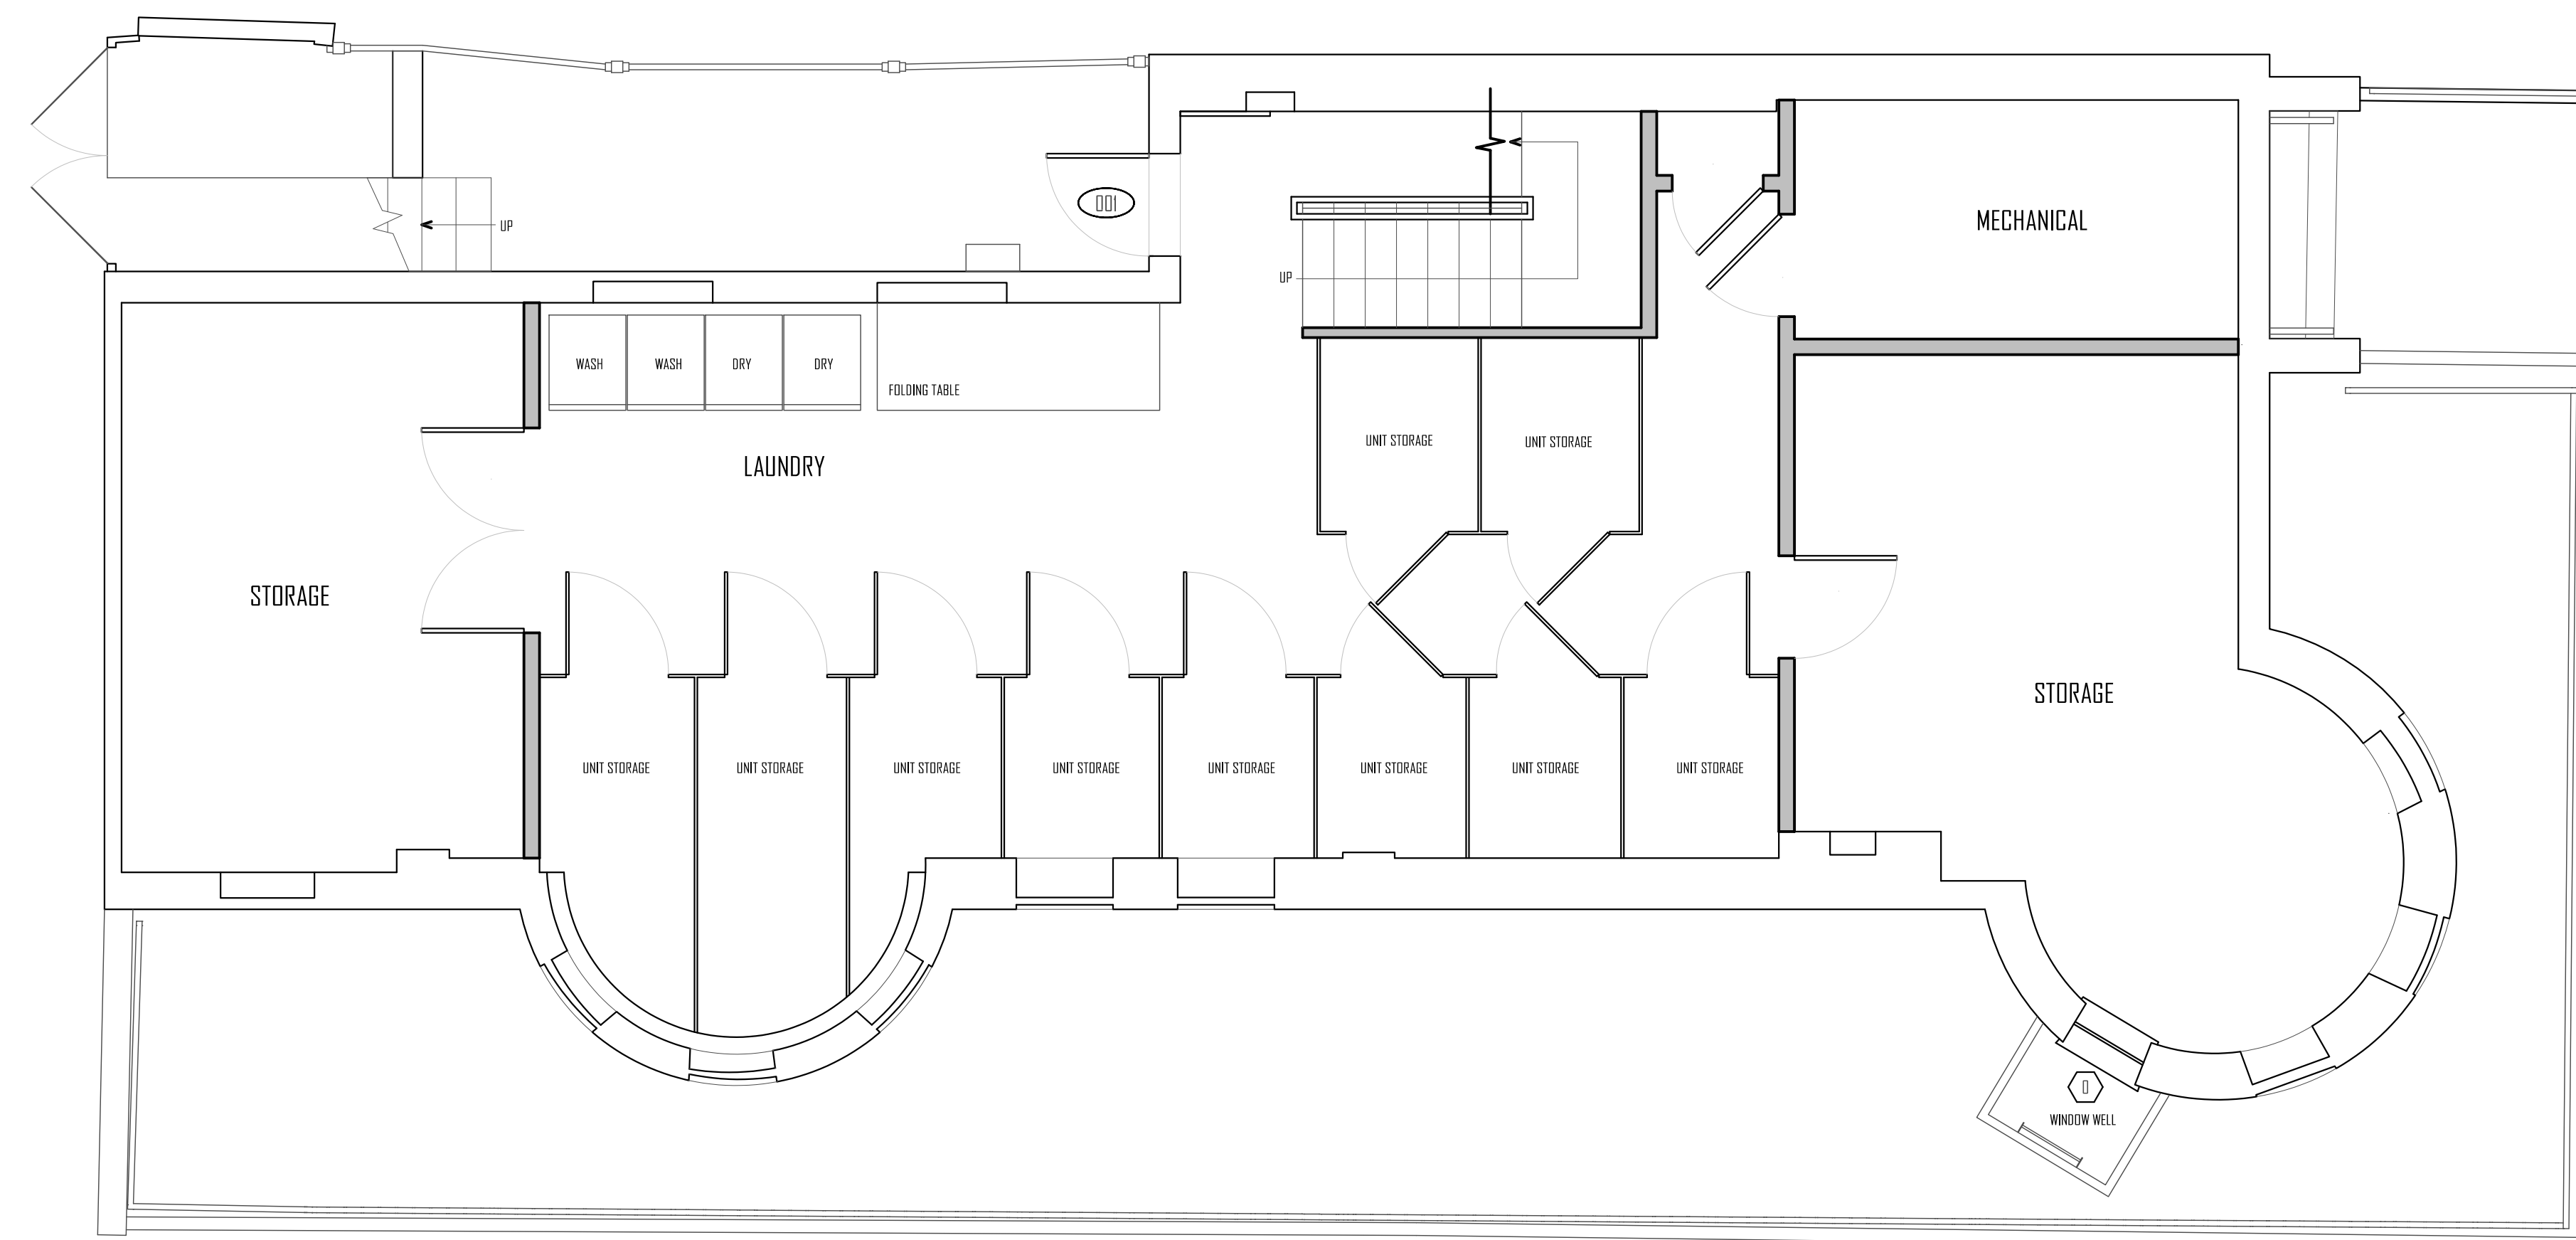 001
MECHANICAL
UP
UP
WASH
WASH
DRY
DRY
FOLDING TABLE
UNIT STORAGE
UNIT STORAGE
LAUNDRY
STORAGE
STORAGE
UNIT STORAGE
UNIT STORAGE
UNIT STORAGE
UNIT STORAGE
UNIT STORAGE
UNIT STORAGE
UNIT STORAGE
UNIT STORAGE
0
WINDOW WELL